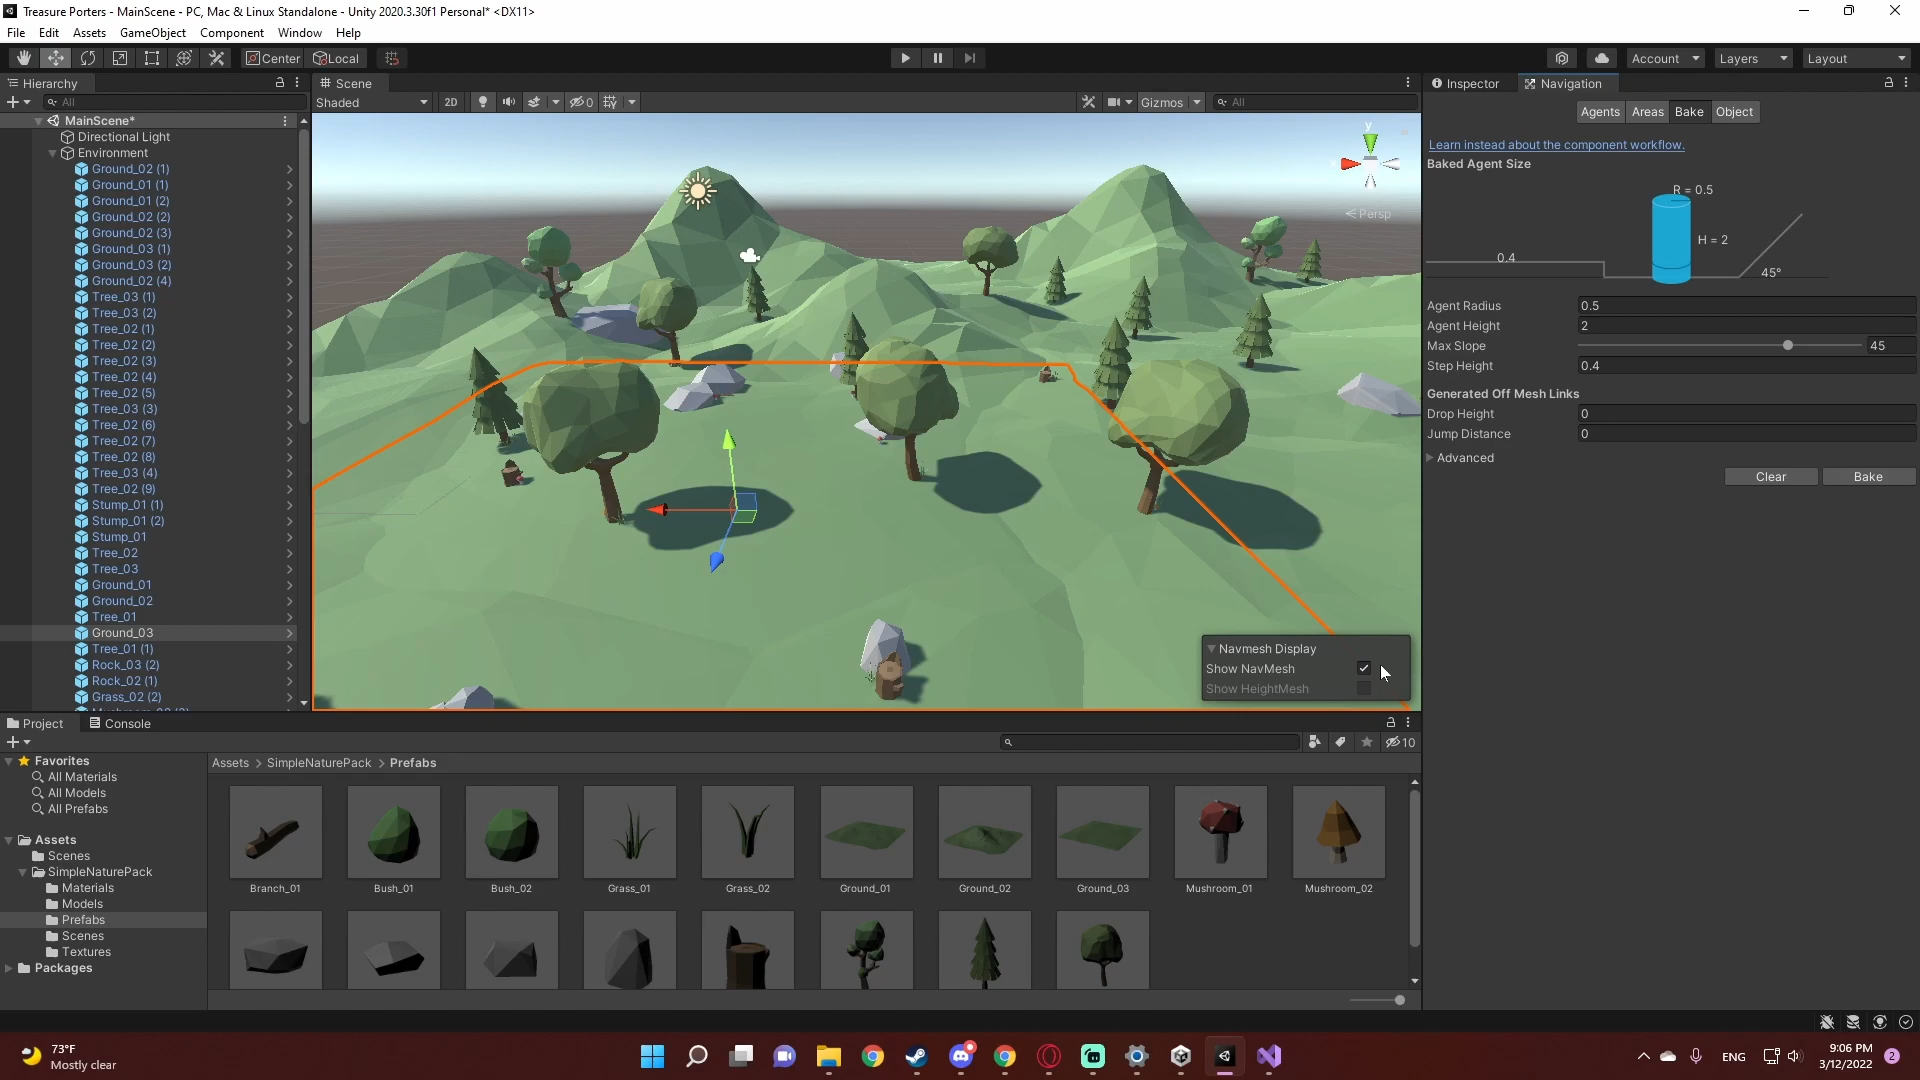 Treasure Porters - MainScene - PC, Mac & Linux Standalone - Unity 2020.3.30f1 Personal* <DX11>
File Edit Assets GameObject Component Window Help
Center Local
Account Layers Layout
Hierarchy
All
MainScene*
Directional Light
Environment
Ground_02 (1)
Ground_01 (1)
Ground_01 (2)
Ground_02 (2)
Ground_02 (3)
Ground_03 (1)
Ground_03 (2)
Ground_02 (4)
Tree_03 (1)
Tree_03 (2)
Tree_02 (1)
Tree_02 (2)
Tree_02 (3)
Tree_02 (4)
Tree_02 (5)
Tree_03 (3)
Tree_02 (6)
Tree_02 (7)
Tree_02 (8)
Tree_03 (4)
Tree_02 (9)
Stump_01 (1)
Stump_01 (2)
Stump_01
Tree_02
Tree_03
Ground_01
Ground_02
Tree_01
Ground_03
Tree_01 (1)
Rock_03 (2)
Rock_02 (1)
Grass_02 (2)
Scene
Shaded 2D 0 Gizmos All
y
Persp
Navmesh Display
Show NavMesh
Show HeightMesh
Inspector Navigation
Agents Areas Bake Object
Learn instead about the component workflow.
Baked Agent Size
R = 0.5
H = 2
0.4
45°
Agent Radius 0.5
Agent Height 2
Max Slope 45
Step Height 0.4
Generated Off Mesh Links
Drop Height 0
Jump Distance 0
Advanced
Clear Bake
Project Console
10
Favorites
All Materials
All Models
All Prefabs
Assets
Scenes
SimpleNaturePack
Materials
Models
Prefabs
Scenes
Textures
Packages
Assets > SimpleNaturePack > Prefabs
Branch_01 Bush_01 Bush_02 Grass_01 Grass_02 Ground_01 Ground_02 Ground_03 Mushroom_01 Mushroom_02
73°F
Mostly clear
ENG
9:06 PM
3/12/2022
2